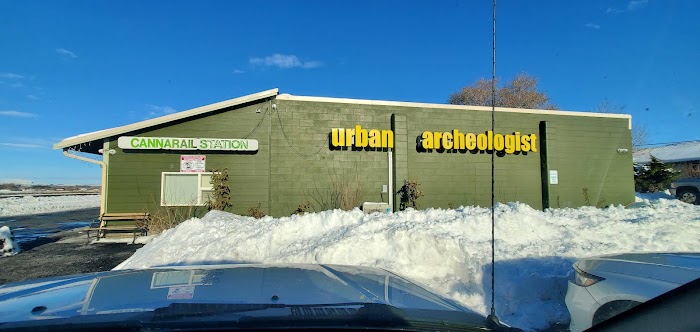 CANNARAIL STATION
urban archeologist